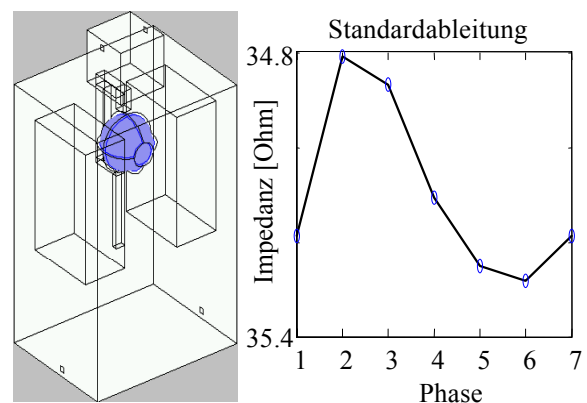 Standardableitung
34.8
Impedanz [Ohm]
35.4
1 2 3 4 5 6 7
Phase